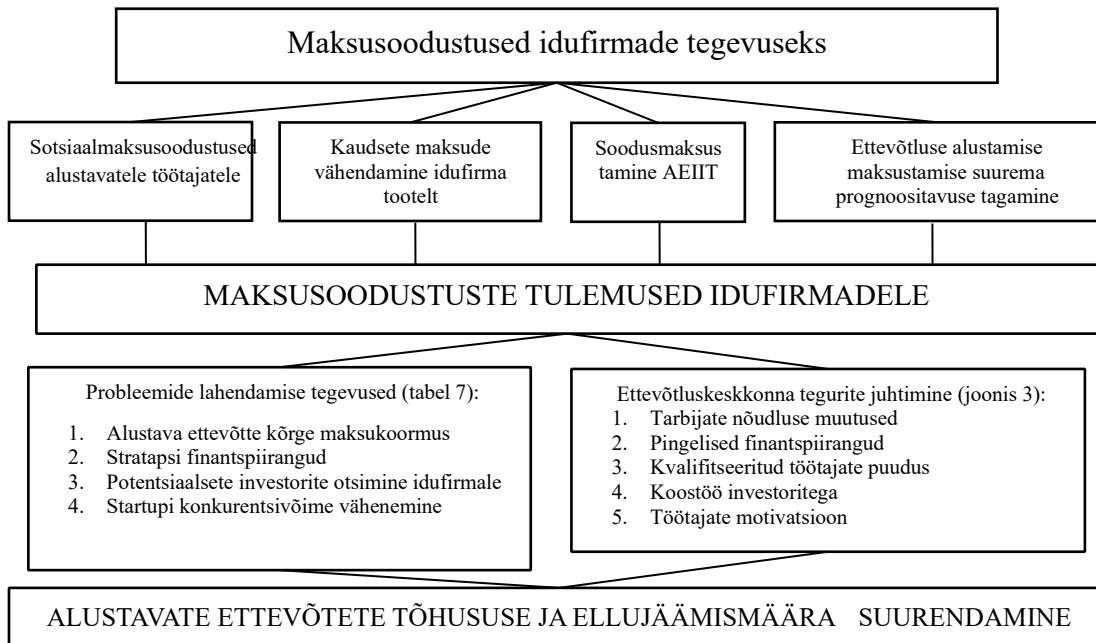 Maksusoodustused idufirmade tegevuseks
Sotsiaalmaksusoodustused
alustavatele töötajatele
Kaudsete maksude
vähendamine idufirma
tootelt
Soodusmaksus
tamine AEIIT
Ettevõtluse alustamise
maksustamise suurema
prognoositavuse tagamine
MAKSUSOODUSTUSTE TULEMUSED IDUFIRMADELE
Probleemide lahendamise tegevused (tabel 7):
1. Alustava ettevõtte kõrge maksukoormus
2. Stratapsi finantspiirangud
3. Potentsiaalsete investorite otsimine idufirmale
4. Startupi konkurentsivõime vähenemine
Ettevõtluskeskkonna tegurite juhtimine (joonis 3):
1. Tarbijate nõudluse muutused
2. Pingelised finantspiirangud
3. Kvalifitseeritud töötajate puudus
4. Koostöö investoritega
5. Töötajate motivatsioon
ALUSTAVATE ETTEVÕTETE TÕHUSUSE JA ELLUJÄÄMISMÄÄRA SUURENDAMINE